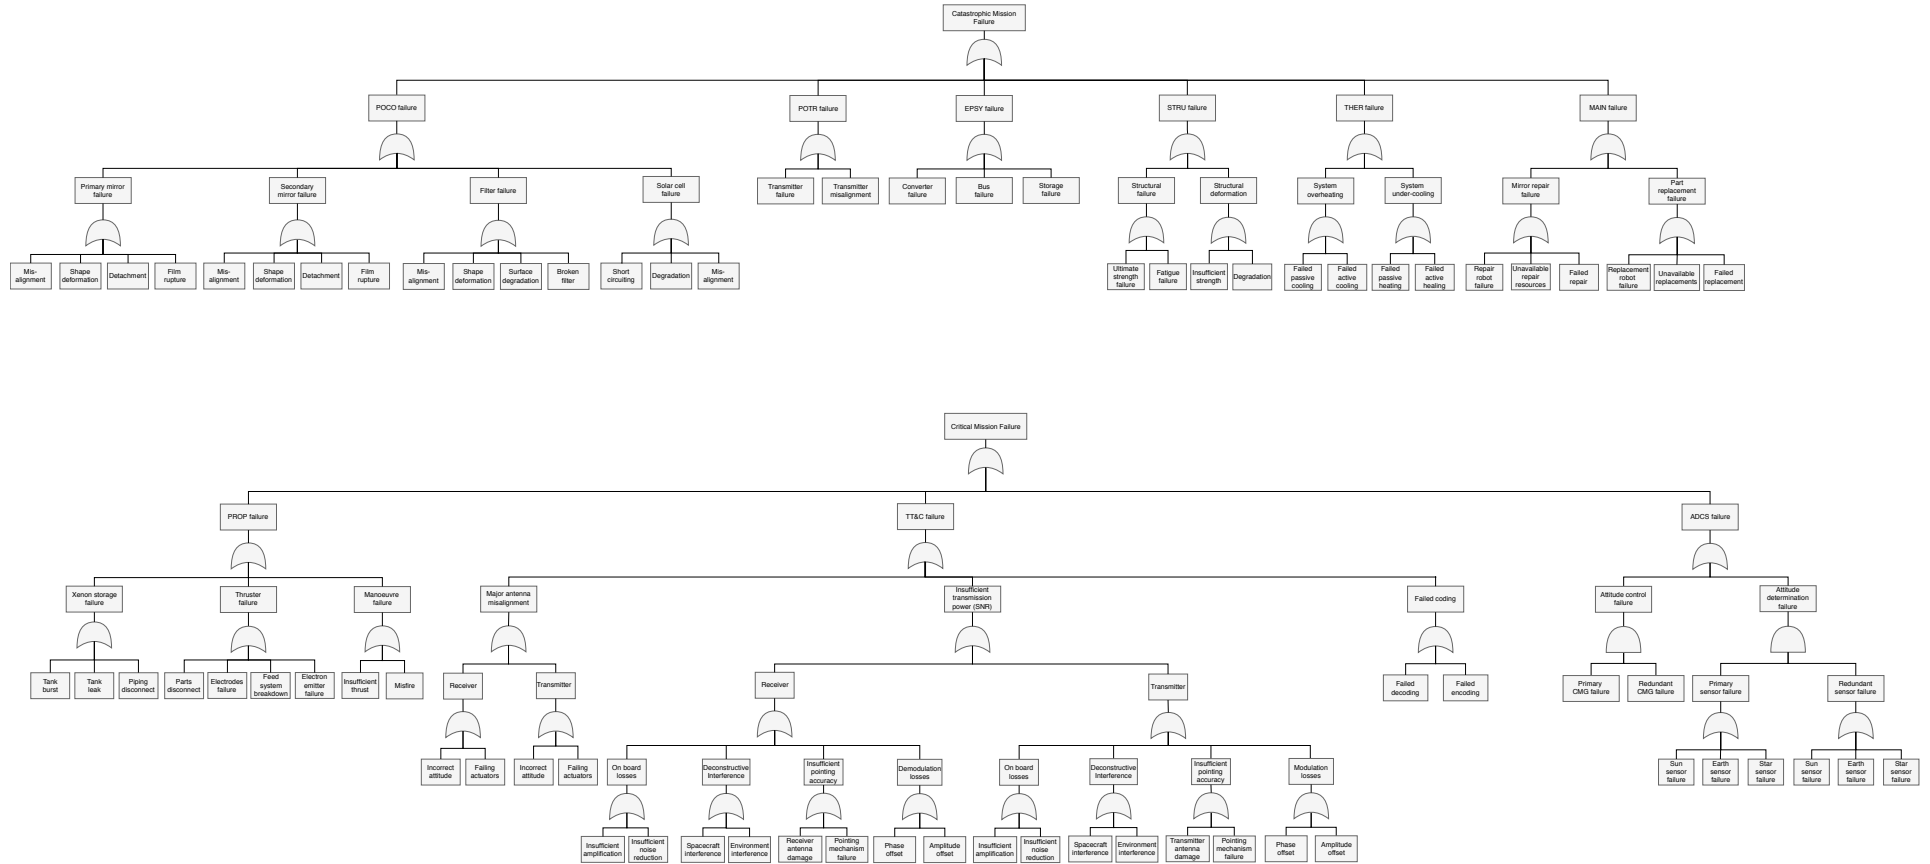 Catastrophic Mission
Failure
POCO failure
POTR failure
EPSY failure
STRU failure
THER failure
MAIN failure
Primary mirror
failure
Secondary
mirror failure
Filter failure
Solar cell
failure
Transmitter
failure
Transmitter
misalignment
Converter
failure
Bus
failure
Storage
failure
Structural
failure
Structural
deformation
System
overheating
System
under-cooling
Mirror repair
failure
Part
replacement
failure
Mis-
alignment
Shape
deformation
Detachment
Film
rupture
Mis-
alignment
Shape
deformation
Detachment
Film
rupture
Mis-
alignment
Shape
deformation
Surface
degradation
Broken
filter
Short
circuiting
Degradation
Mis-
alignment
Ultimate
strength
failure
Fatigue
failure
Insufficient
strength
Degradation
Failed
passive
cooling
Failed
active
cooling
Failed
passive
heating
Failed
active
healing
Repair
robot
failure
Unavailable
repair
resources
Failed
repair
Replacement
robot
failure
Unavailable
replacements
Failed
replacement
Critical Mission Failure
PROP failure
TT&C failure
ADCS failure
Xenon storage
failure
Thruster
failure
Manoeuvre
failure
Major antenna
misalignment
Insufficient
transmission
power (SNR)
Failed coding
Attitude control
failure
Attitude
determination
failure
Tank
burst
Tank
leak
Piping
disconnect
Parts
disconnect
Electrodes
failure
Feed
system
breakdown
Electron
emitter
failure
Insufficient
thrust
Misfire
Receiver
Transmitter
Receiver
Transmitter
Failed
decoding
Failed
encoding
Primary
CMG failure
Redundant
CMG failure
Primary
sensor failure
Redundant
sensor failure
Incorrect
attitude
Failing
actuators
Incorrect
attitude
Failing
actuators
On board
losses
Deconstructive
Interference
Insufficient
pointing
accuracy
Demodulation
losses
On board
losses
Deconstructive
Interference
Insufficient
pointing
accuracy
Modulation
losses
Sun
sensor
failure
Earth
sensor
failure
Star
sensor
failure
Sun
sensor
failure
Earth
sensor
failure
Star
sensor
failure
Insufficient
amplification
Insufficient
noise
reduction
Spacecraft
interference
Environment
interference
Receiver
antenna
damage
Pointing
mechanism
failure
Phase
offset
Amplitude
offset
Insufficient
amplification
Insufficient
noise
reduction
Spacecraft
interference
Environment
interference
Transmitter
antenna
damage
Pointing
mechanism
failure
Phase
offset
Amplitude
offset